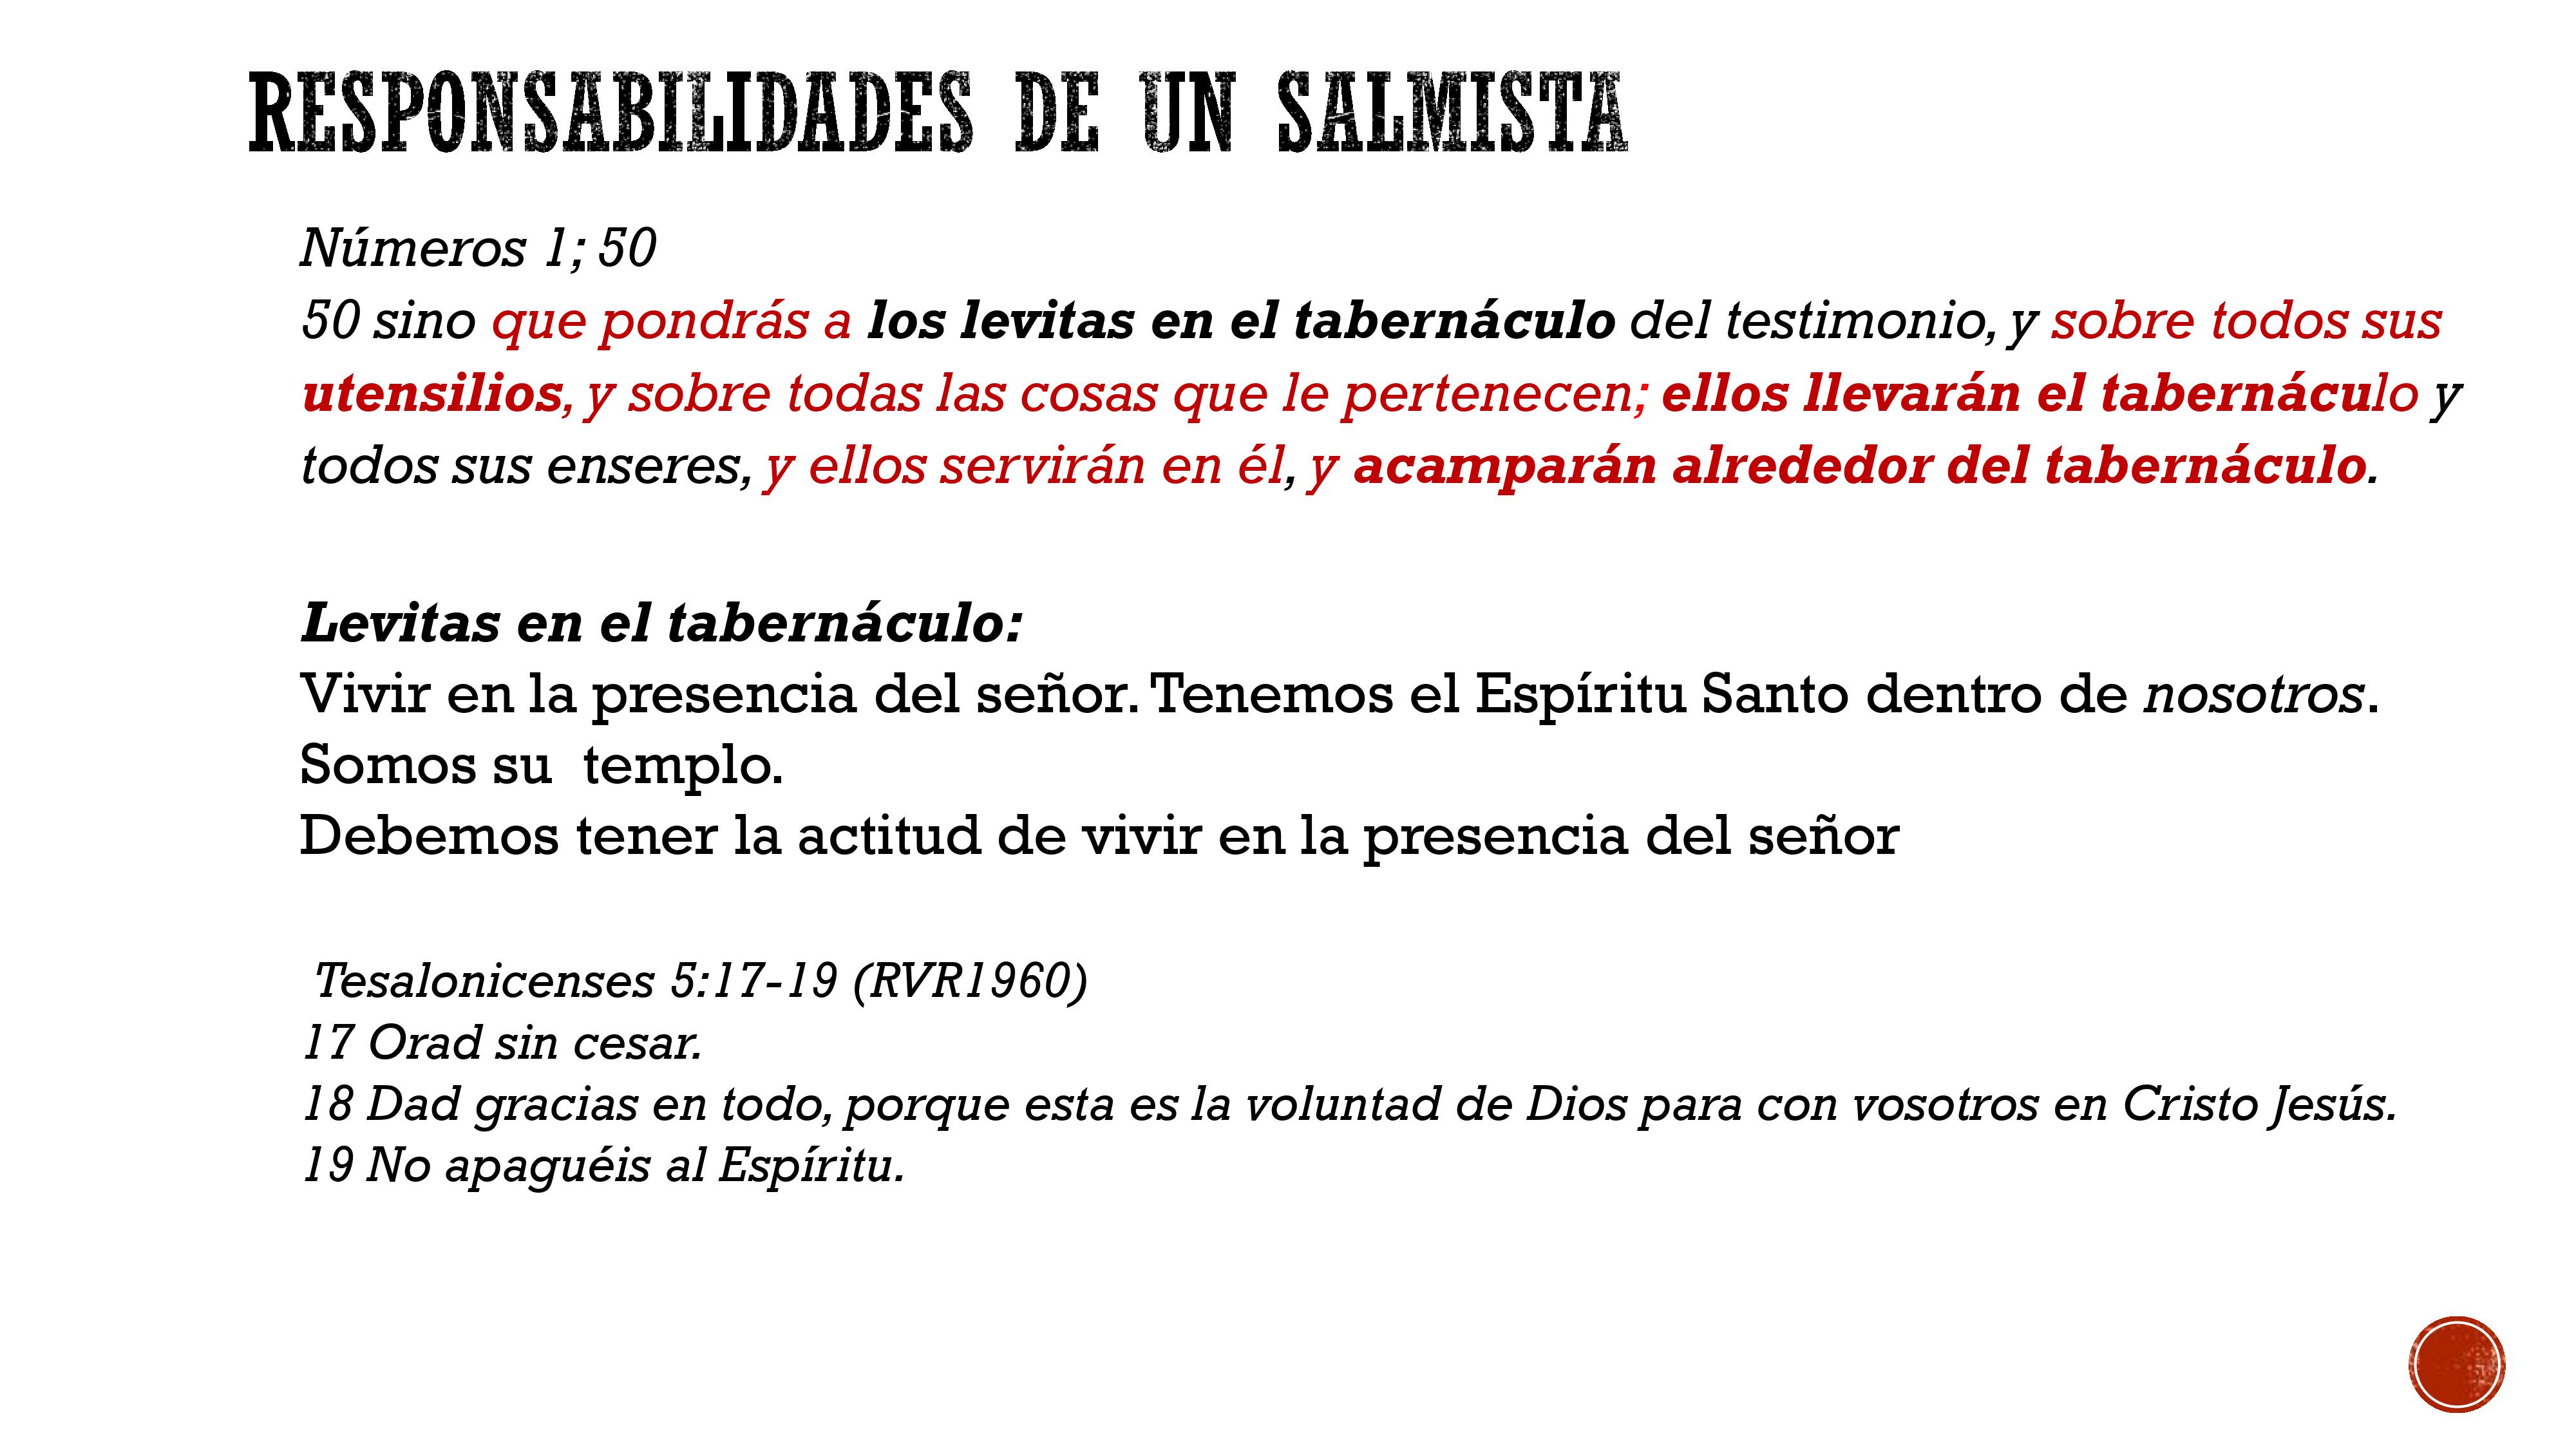 RESPONSABILIDADES DE UN SALMISTA
Números 1; 50
50 sino que pondrás a los levitas en el tabernáculo del testimonio, y sobre todos sus
utensilios, y sobre todas las cosas que le pertenecen; ellos llevarán el tabernáculo y
todos sus enseres, y ellos servirán en él, y acamparán alrededor del tabernáculo.
Levitas en el tabernáculo:
Vivir en la presencia del señor. Tenemos el Espíritu Santo dentro de nosotros.
Somos su  templo.
Debemos tener la actitud de vivir en la presencia del señor
Tesalonicenses 5:17-19 (RVR1960)
17 Orad sin cesar.
18 Dad gracias en todo, porque esta es la voluntad de Dios para con vosotros en Cristo Jesús.
19 No apaguéis al Espíritu.